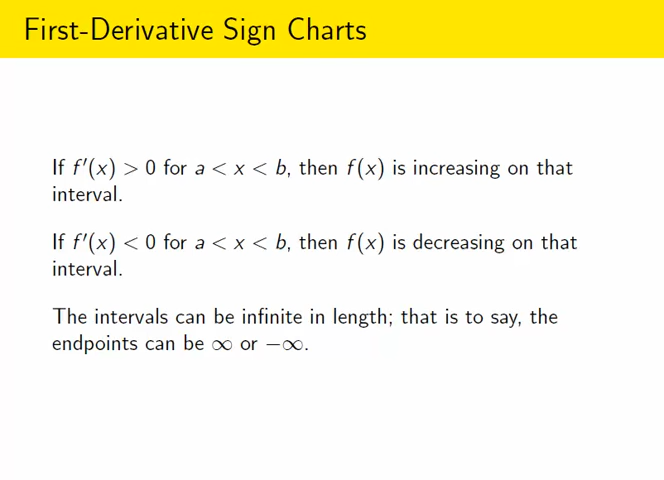 First-Derivative Sign Charts
If f′(x) > 0 for a < x < b, then f(x) is increasing on that
interval.
If f′(x) < 0 for a < x < b, then f(x) is decreasing on that
interval.
The intervals can be infinite in length; that is to say, the
endpoints can be ∞ or −∞.